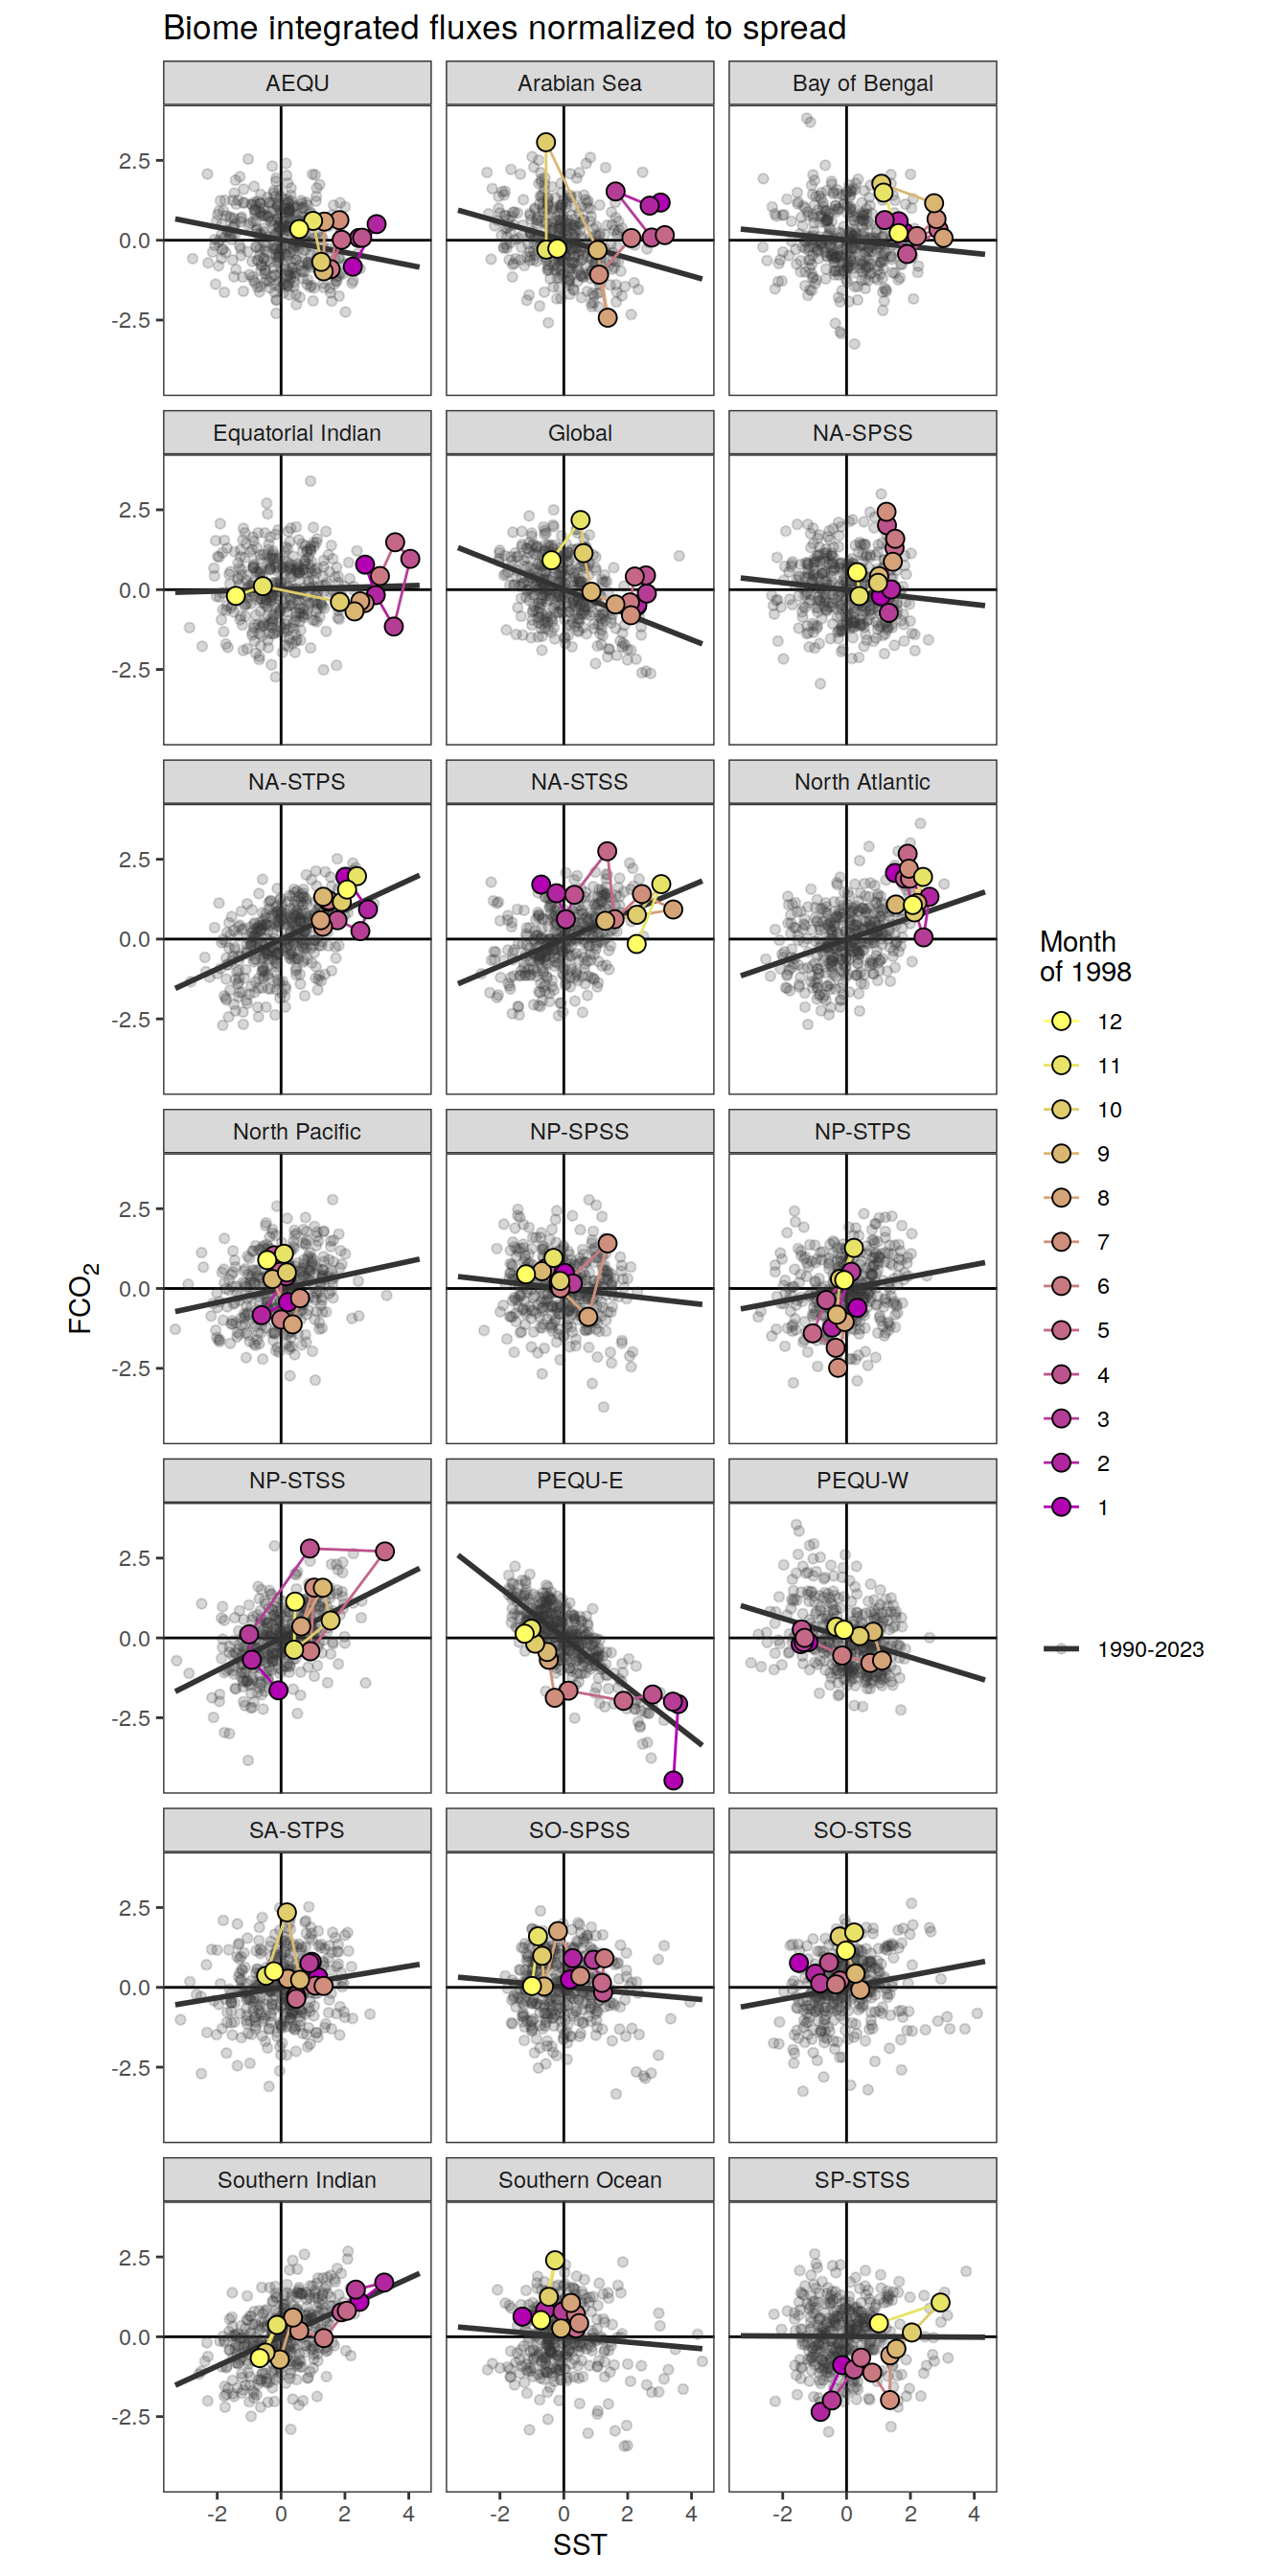 Biome integrated fluxes normalized to spread
AEQU
Arabian Sea
Bay of Bengal
2.5
0.0
-2.5
Equatorial Indian
Global
NA-SPSS
2.5
0.0
-2.5
NA-STPS
NA-STSS
North Atlantic
2.5
0.0
-2.5
North Pacific
NP-SPSS
NP-STPS
2.5
0.0
-2.5
NP-STSS
PEQU-E
PEQU-W
2.5
0.0
-2.5
SA-STPS
SO-SPSS
SO-STSS
2.5
0.0
-2.5
Southern Indian
Southern Ocean
SP-STSS
2.5
0.0
-2.5
-2 0 2 4
-2 0 2 4
-2 0 2 4
SST
FCO₂
Month
of 1998
12
11
10
9
8
7
6
5
4
3
2
1
1990-2023